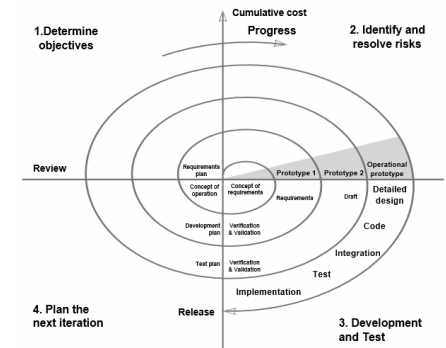 Cumulative cost
1.Determine
objectives
Progress
2. Identify and
resolve risks
Review
Requirements
plan
Prototype 1
Prototype 2
Operational
prototype
Concept of
operation
Concept of
requirements
Requirements
Draft
Detailed
design
Development
plan
Verification
& Validation
Code
Integration
Test plan
Verification
& Validation
Test
Implementation
4. Plan the
next iteration
Release
3. Development
and Test